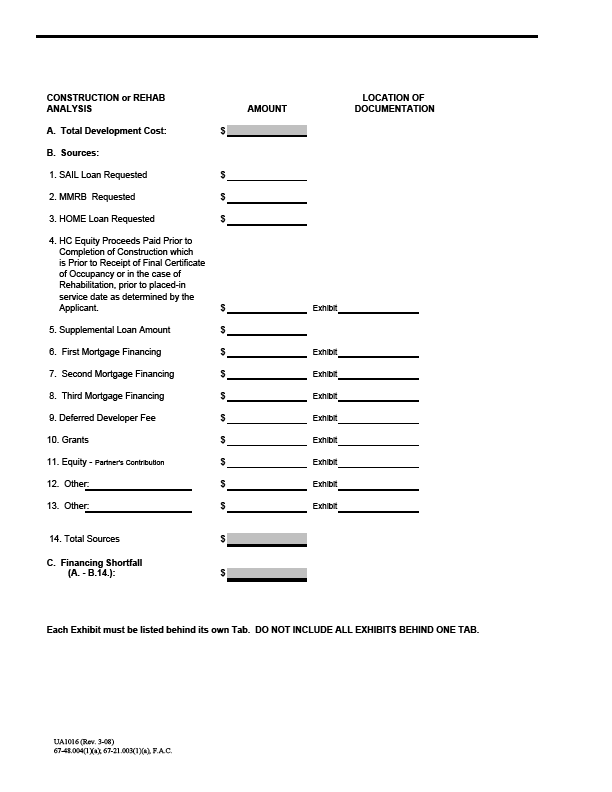 CONSTRUCTION or REHAB ANALYSIS AMOUNT LOCATION OF DOCUMENTATION
A. Total Development Cost: $
B. Sources:
1. SAIL Loan Requested $
2. MMRB Requested $
3. HOME Loan Requested $
4. HC Equity Proceeds Paid Prior to
Completion of Construction which
is Prior to Receipt of Final Certificate
of Occupancy or in the case of
Rehabilitation, prior to placed-in
service date as determined by the
Applicant. $ Exhibit
5. Supplemental Loan Amount $
6. First Mortgage Financing $ Exhibit
7. Second Mortgage Financing $ Exhibit
8. Third Mortgage Financing $ Exhibit
9. Deferred Developer Fee $ Exhibit
10. Grants $ Exhibit
11. Equity - Partner's Contribution $ Exhibit
12. Other: $ Exhibit
13. Other: $ Exhibit
14. Total Sources $
C. Financing Shortfall
(A. - B.14.): $
Each Exhibit must be listed behind its own Tab. DO NOT INCLUDE ALL EXHIBITS BEHIND ONE TAB.
UA1016 (Rev. 3-08)
67-48.004(1)(a); 67-21.003(1)(a), F.A.C.